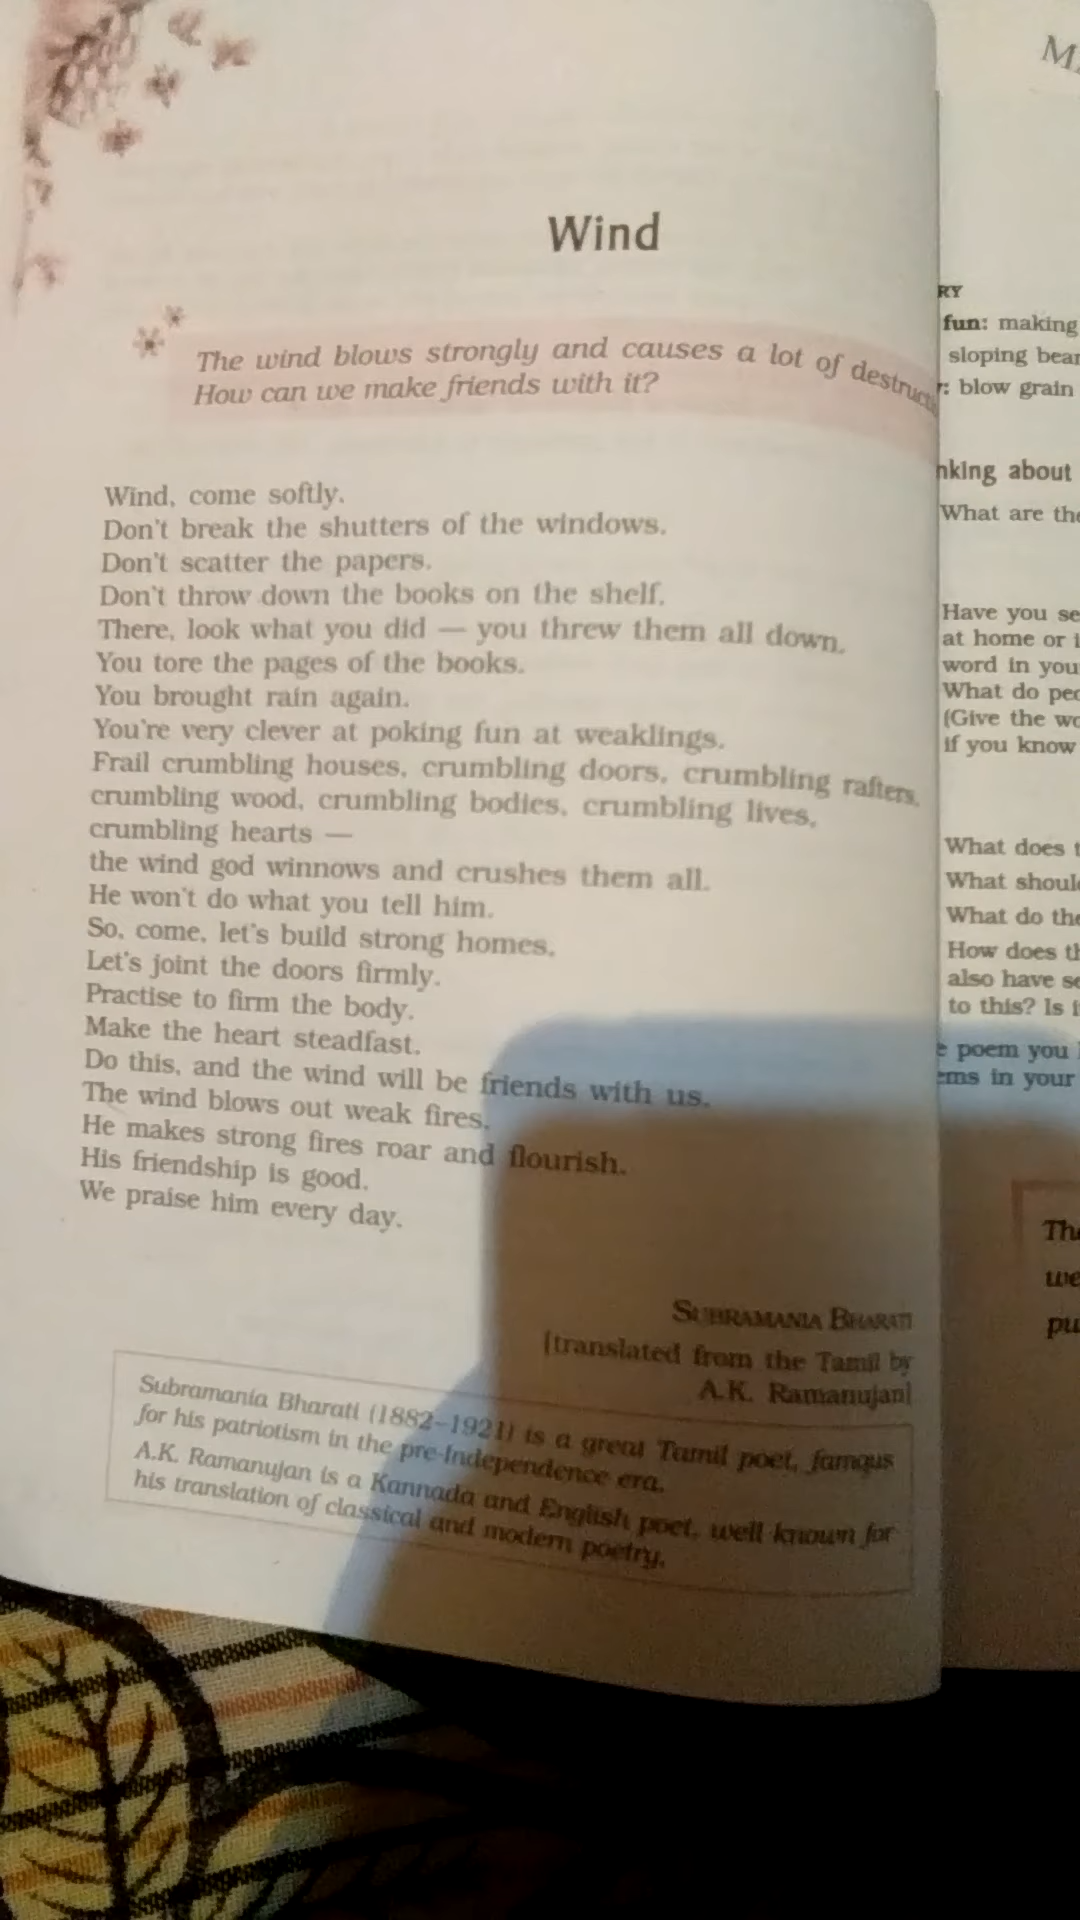 Wind
The wind blows strongly and causes a lot of
How can we make friends with it?
Wind, come softly.
Don't break the shutters of the windows.
Don't scatter the papers.
Don't throw down the books on the shelf.
There, look what you did — you threw them all down.
You tore the pages of the books.
You brought rain again.
You're very clever at poking fun at weaklings.
Frail crumbling houses, crumbling doors, crumbling rafters,
crumbling wood, crumbling bodies, crumbling lives,
crumbling hearts —
the wind god winnows and crushes them all.
He won't do what you tell him.
So, come, let's build strong homes,
Let's joint the doors firmly.
Practise to firm the body.
Make the heart steadfast.
Do this, and the wind will be friends with us.
The wind blows out weak fires.
He makes strong fires roar and flourish.
His friendship is good.
We praise him every day.
SUBRAMANIA BHARATI
[translated from the Tamil by
A.K. Ramanujan]
Subramania Bharati (1882–1921) is a great Tamil poet, famous
for his patriotism in the pre-Independence era.
A.K. Ramanujan is a Kannada and English poet, well known for
his translation of classical and modern poetry.
RY
fun: making
sloping
: blow grain
about
What are
Have you
at home or
word in you
What do
(Give the
if you know
What does
What
What do
How does
also have
to this? Is
poem you
in your
we